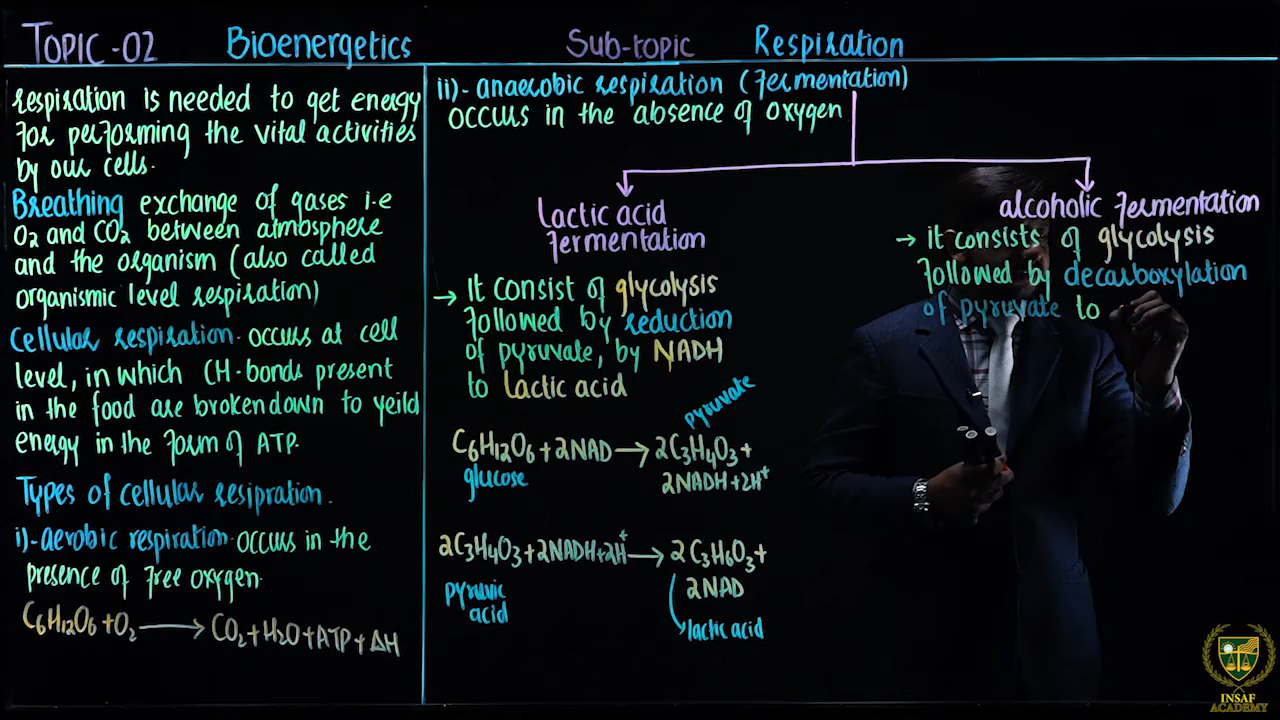 TOPIC-02 Bioenergetics Sub-topic Respiration
respiration is needed to get energy
for performing the vital activities
by our cells.
Breathing exchange of gases i.e
O₂ and CO₂ between atmosphere
and the organism (also called
organismic level respiration)
Cellular respiration. occurs at cell
level, in which CH-bonds present
in the food are broken down to yeild
energy in the form of ATP.
Types of cellular resipration.
i)- aerobic respiration. occurs in the
presence of free oxygen.
C₆H₁₂O₆ + O₂ ⟶ CO₂ + H₂O + ATP + ΔH
ii)- anaerobic respiration (fermentation)
occurs in the absence of oxygen
Lactic acid
fermentation
→ It consist of glycolysis
followed by reduction
of pyruvate, by NADH
to lactic acid
pyruvate
C₆H₁₂O₆ + 2NAD ⟶ 2C₃H₄O₃ +
glucose 2NADH + 2H⁺
2C₃H₄O₃ + 2NADH + 2H⁺ ⟶ 2C₃H₆O₃ +
pyruvic 2NAD
acid
lactic acid
alcoholic fermentation
→ it consists of glycolysis
followed by decarboxylation
of pyruvate to
INSAF
ACADEMY